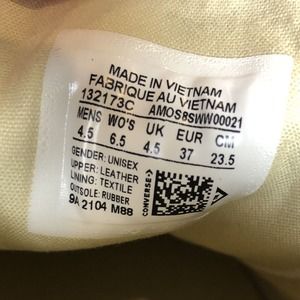 MADE IN VIETNAM
FABRIQUE AU VIETNAM
132173C AMOS8SWW00021
MENS WO'S UK EUR CM
4.5 6.5 4.5 37 23.5
GENDER: UNISEX
UPPER: LEATHER
LINING: TEXTILE
OUTSOLE: RUBBER
9A 2104 M88
CONVERSE